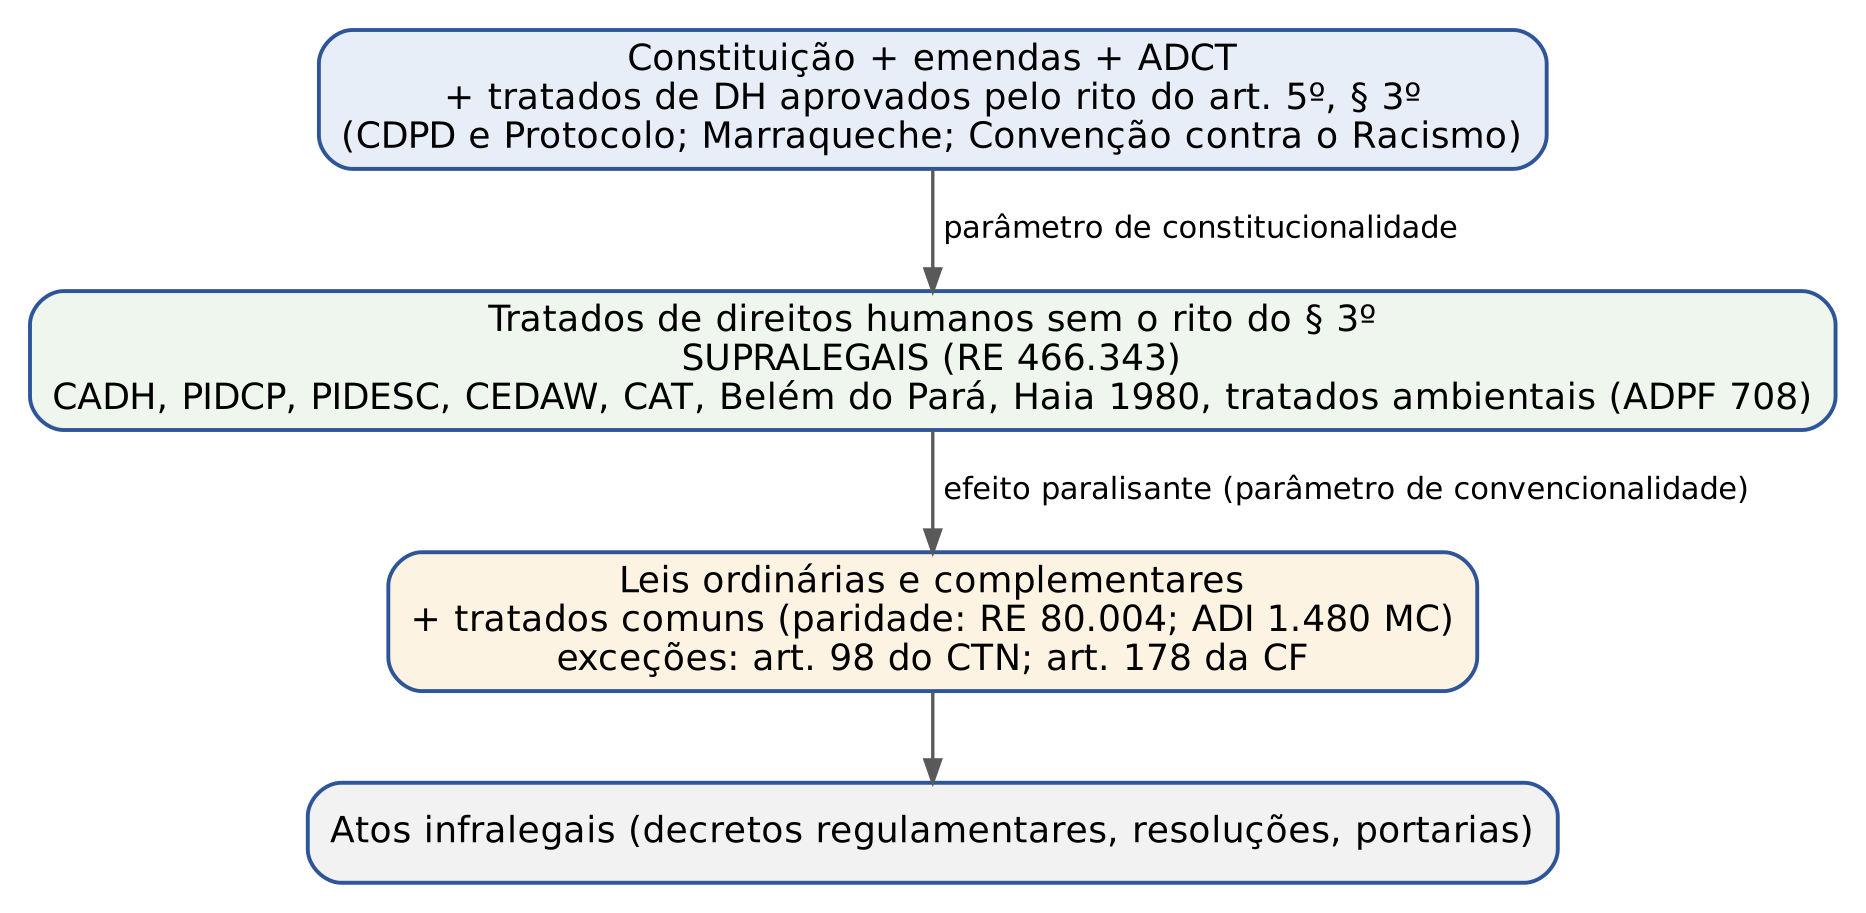 Constituição + emendas + ADCT
+ tratados de DH aprovados pelo rito do art. 5º, § 3º
(CDPD e Protocolo; Marraqueche; Convenção contra o Racismo)
parâmetro de constitucionalidade
Tratados de direitos humanos sem o rito do § 3º
SUPRALEGAIS (RE 466.343)
CADH, PIDCP, PIDESC, CEDAW, CAT, Belém do Pará, Haia 1980, tratados ambientais (ADPF 708)
efeito paralisante (parâmetro de convencionalidade)
Leis ordinárias e complementares
+ tratados comuns (paridade: RE 80.004; ADI 1.480 MC)
exceções: art. 98 do CTN; art. 178 da CF
Atos infralegais (decretos regulamentares, resoluções, portarias)